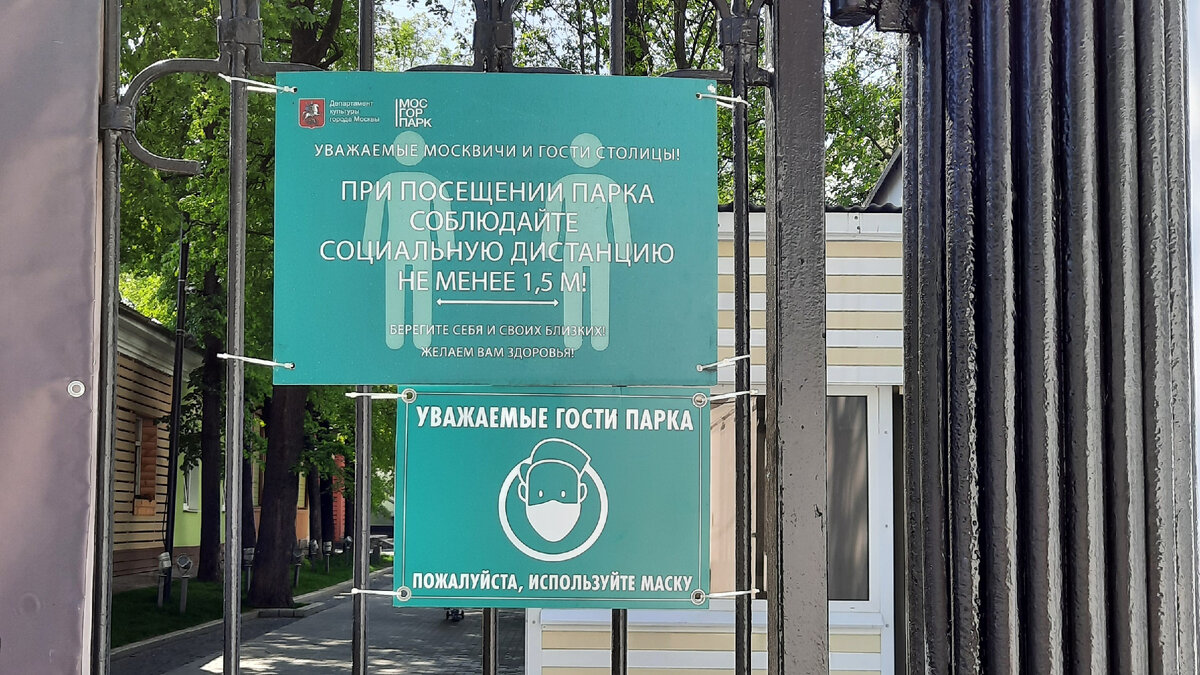 Департамент
культуры
города Москвы
МОС
ГОР
ПАРК
УВАЖАЕМЫЕ МОСКВИЧИ И ГОСТИ СТОЛИЦЫ!
ПРИ ПОСЕЩЕНИИ ПАРКА
СОБЛЮДАЙТЕ
СОЦИАЛЬНУЮ ДИСТАНЦИЮ
НЕ МЕНЕЕ 1,5 М!
БЕРЕГИТЕ СЕБЯ И СВОИХ БЛИЗКИХ!
ЖЕЛАЕМ ВАМ ЗДОРОВЬЯ!
УВАЖАЕМЫЕ ГОСТИ ПАРКА
ПОЖАЛУЙСТА, ИСПОЛЬЗУЙТЕ МАСКУ